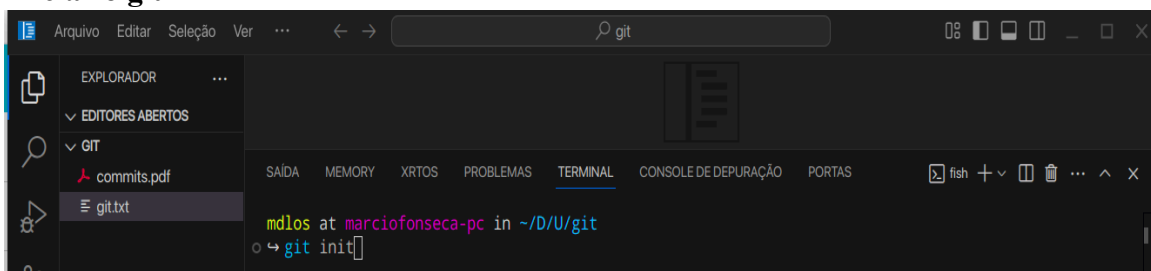 Arquivo Editar Seleção Ver ... git
EXPLORADOR ...
EDITORES ABERTOS
GIT
commits.pdf
git.txt
SAÍDA MEMORY XRTOS PROBLEMAS TERMINAL CONSOLE DE DEPURAÇÃO PORTAS fish ...
mdlos at marciofonseca-pc in ~/D/U/git
git init